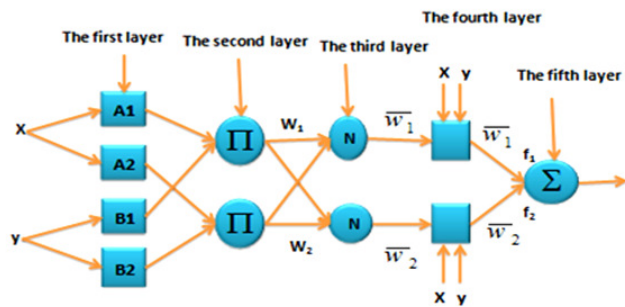 The first layer
The second layer
The third layer
The fourth layer
The fifth layer
X
y
A1
A2
B1
B2
Π
Π
W₁
W₂
N
N
w̅₁
w̅₂
X y
X y
w̅₁
f₁
f₂
w̅₂
Σ